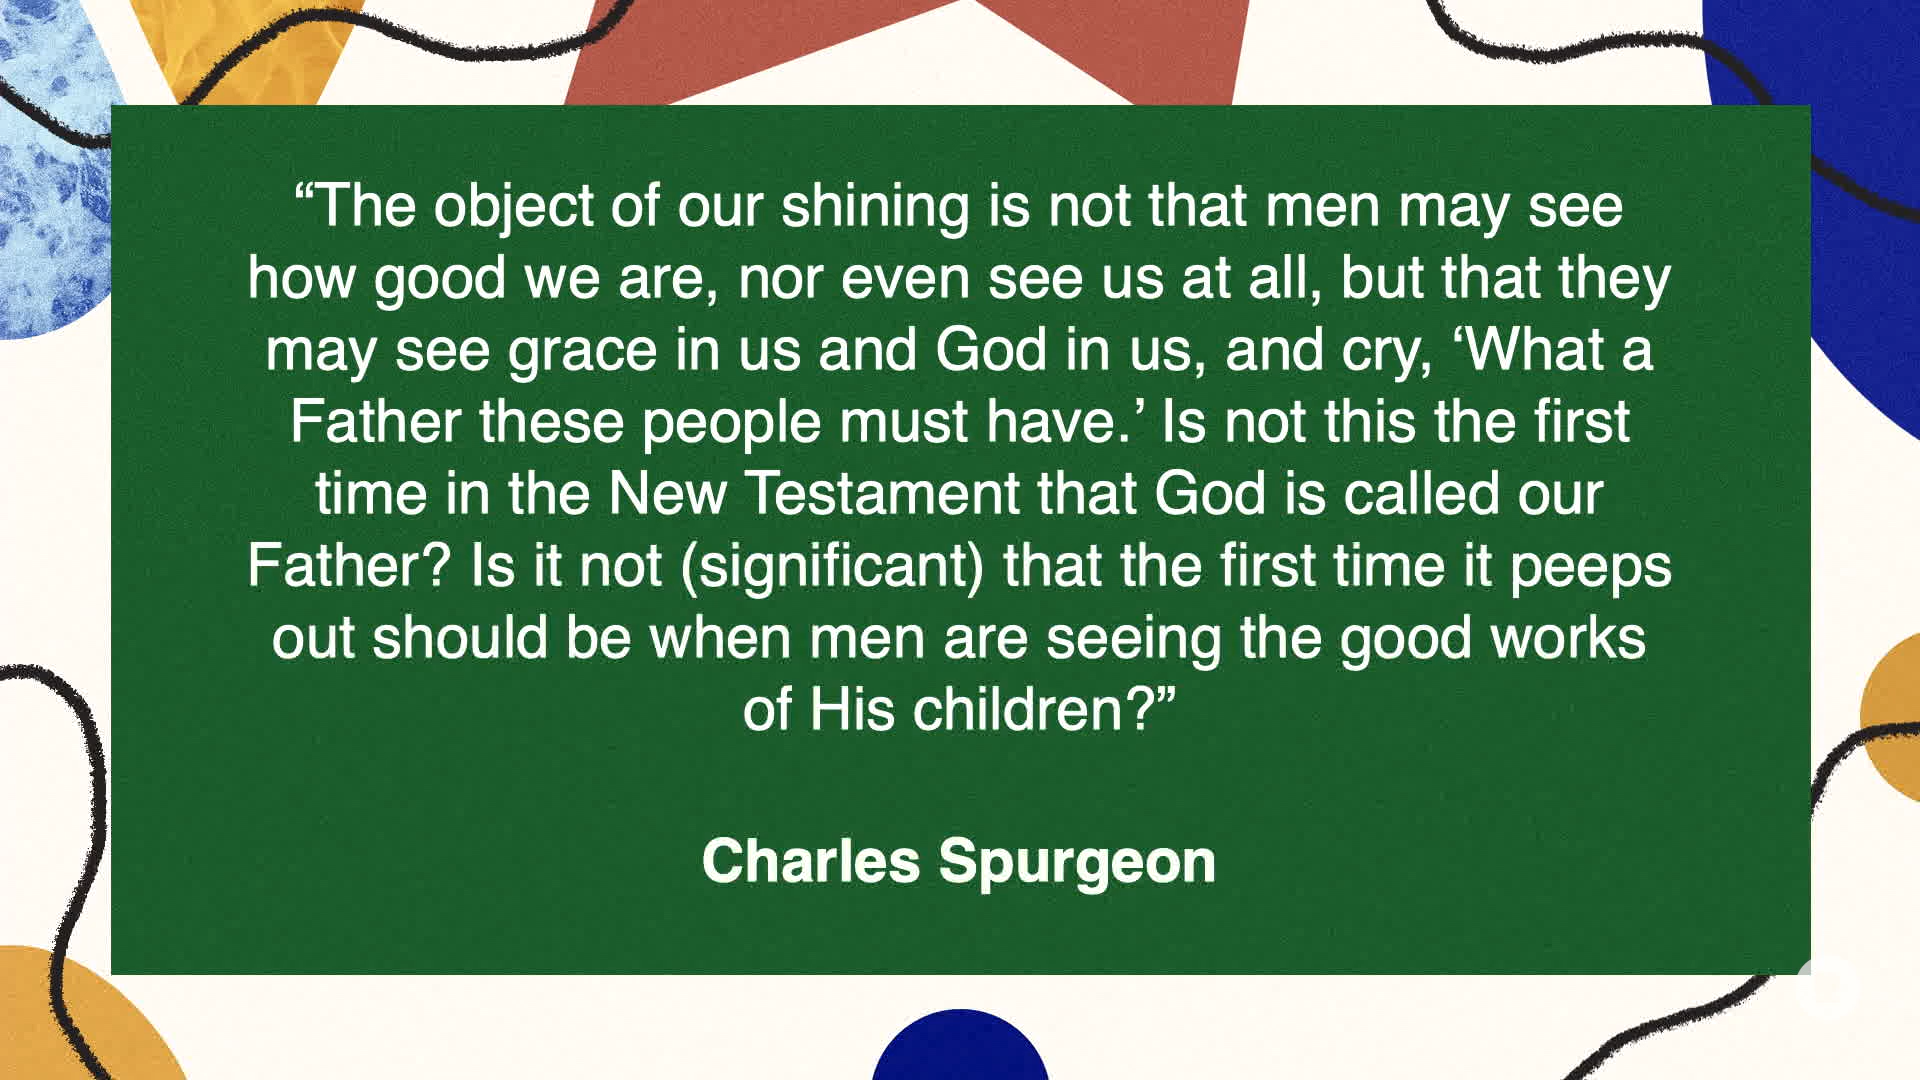 “The object of our shining is not that men may see
how good we are, nor even see us at all, but that they
may see grace in us and God in us, and cry, ‘What a
Father these people must have.’ Is not this the first
time in the New Testament that God is called our
Father? Is it not (significant) that the first time it peeps
out should be when men are seeing the good works
of His children?”
Charles Spurgeon